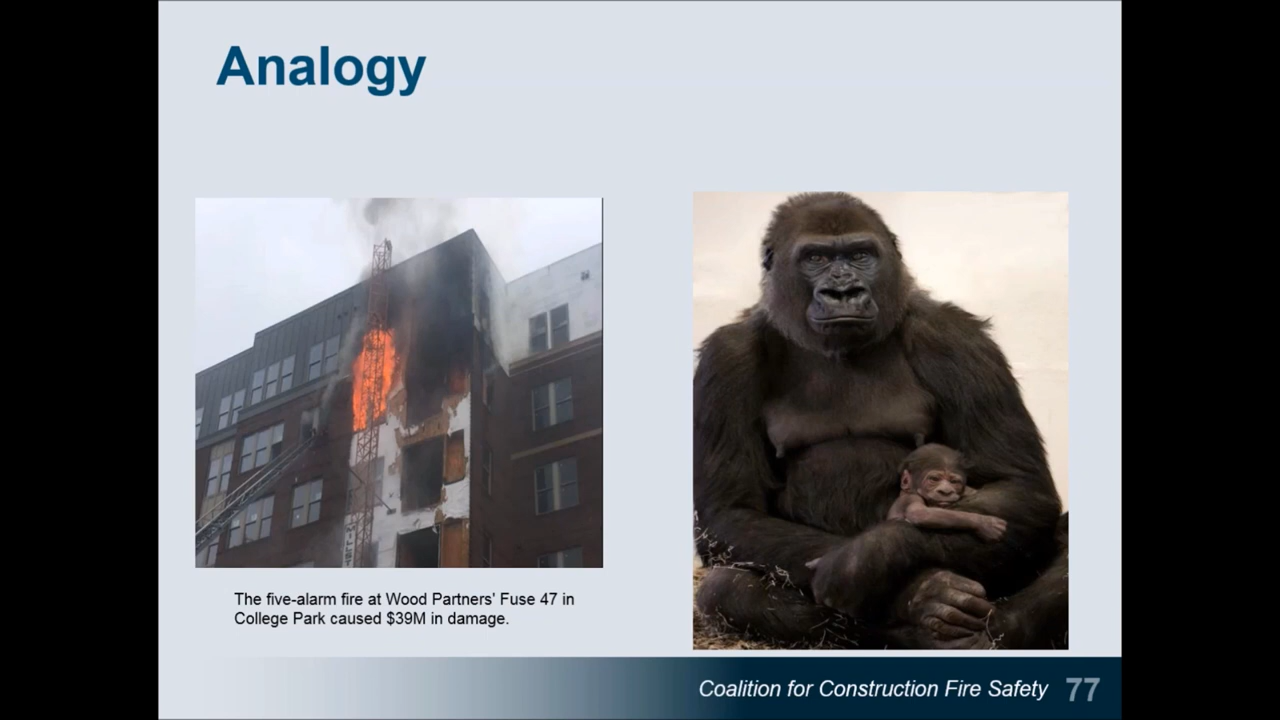 Analogy
The five-alarm fire at Wood Partners' Fuse 47 in
College Park caused $39M in damage.
Coalition for Construction Fire Safety 77